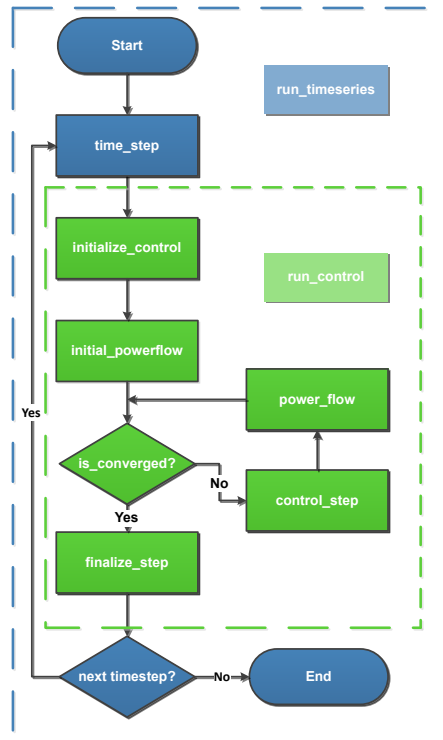 Start
run_timeseries
time_step
initialize_control
run_control
initial_powerflow
power_flow
Yes
is_converged?
No
control_step
Yes
finalize_step
next timestep?
No
End